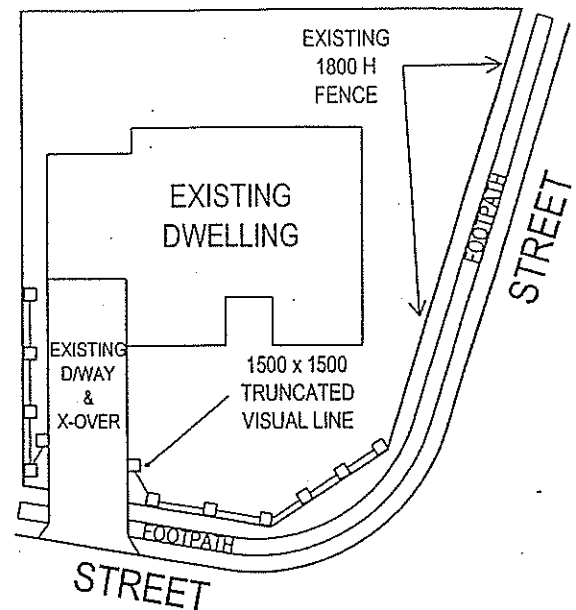 EXISTING
1800 H
FENCE
EXISTING
DWELLING
FOOTPATH
STREET
EXISTING
D/WAY
&
X-OVER
1500 x 1500
TRUNCATED
VISUAL LINE
FOOTPATH
STREET